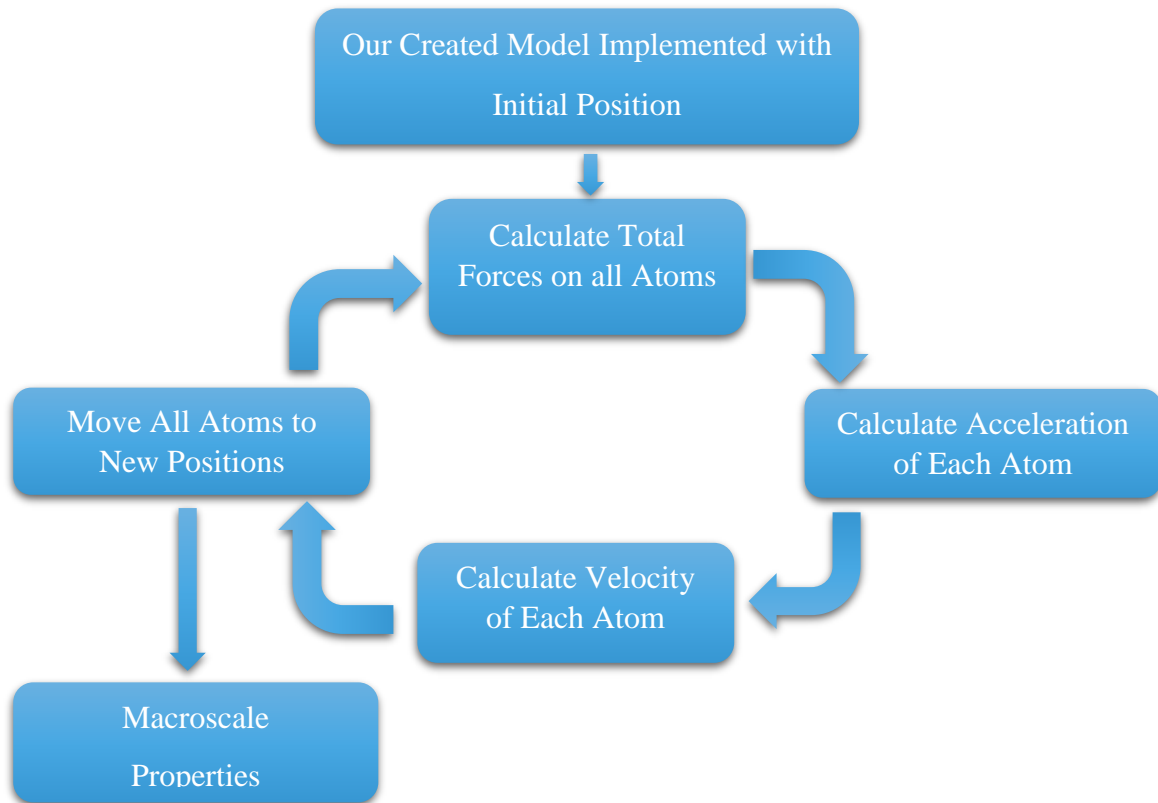 Our Created Model Implemented with
Initial Position
Calculate Total
Forces on all Atoms
Calculate Acceleration
of Each Atom
Calculate Velocity
of Each Atom
Move All Atoms to
New Positions
Macroscale
Properties